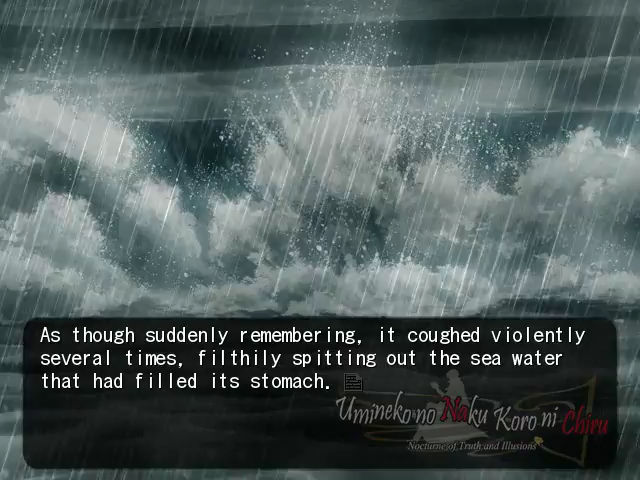 As though suddenly remembering, it coughed violently
several times, filthily spitting out the sea water
that had filled its stomach.
Umineko no Naku Koro ni Chiru
Nocturne of Truth and Illusions